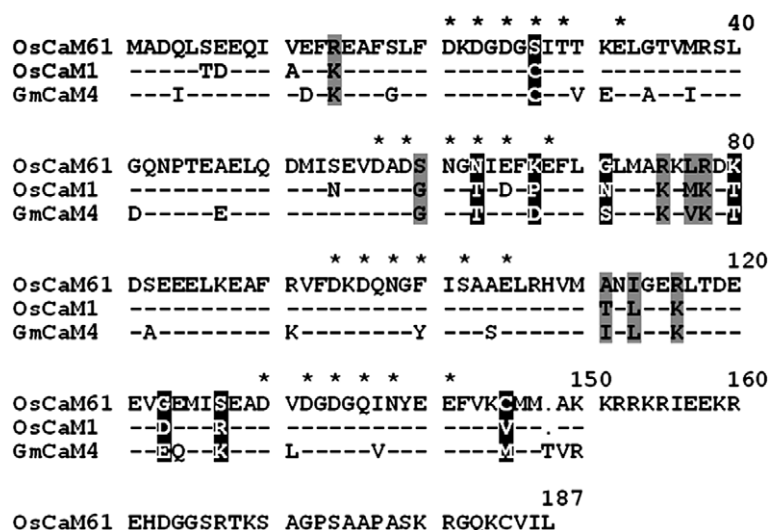 * * * * * * 40
OsCaM61 MADQLSEEQI VEFREAFSLF DKDGDGSITT KELGTVMRSL
OsCaM1 -----TD--- A--K------ ------C--- ----------
GmCaM4 ---I------ -D-K---G-- ------C--V E--A--I---
* * * * * * 80
OsCaM61 GQNPTEAELQ DMISEVDADS NGNIEFKEFL GLMARKLRDK
OsCaM1 ---------- ---N-----G --T-D-P--- N---K-MK-T
GmCaM4 D-----E--- ---------G --T---D--- S---K-VK-T
* * * * * * 120
OsCaM61 DSEEELKEAF RVFDKDQNGF ISAAELRHVM ANIGERLTDE
OsCaM1 ---------- ---------- ---------- T-L--K----
GmCaM4 -A-------- K--------Y ---S------ I-L--K----
* * * * * * 150 160
OsCaM61 EVGEMISEAD VDGDGQINYE EFVKCMM.AK KRRKRIEEKR
OsCaM1 --D---R--- ---------- ----V--.--
GmCaM4 --EQ--K--- L-----V--- ----M--TVR
187
OsCaM61 EHDGGSRTKS AGPSAAPASK RGQKCVIL